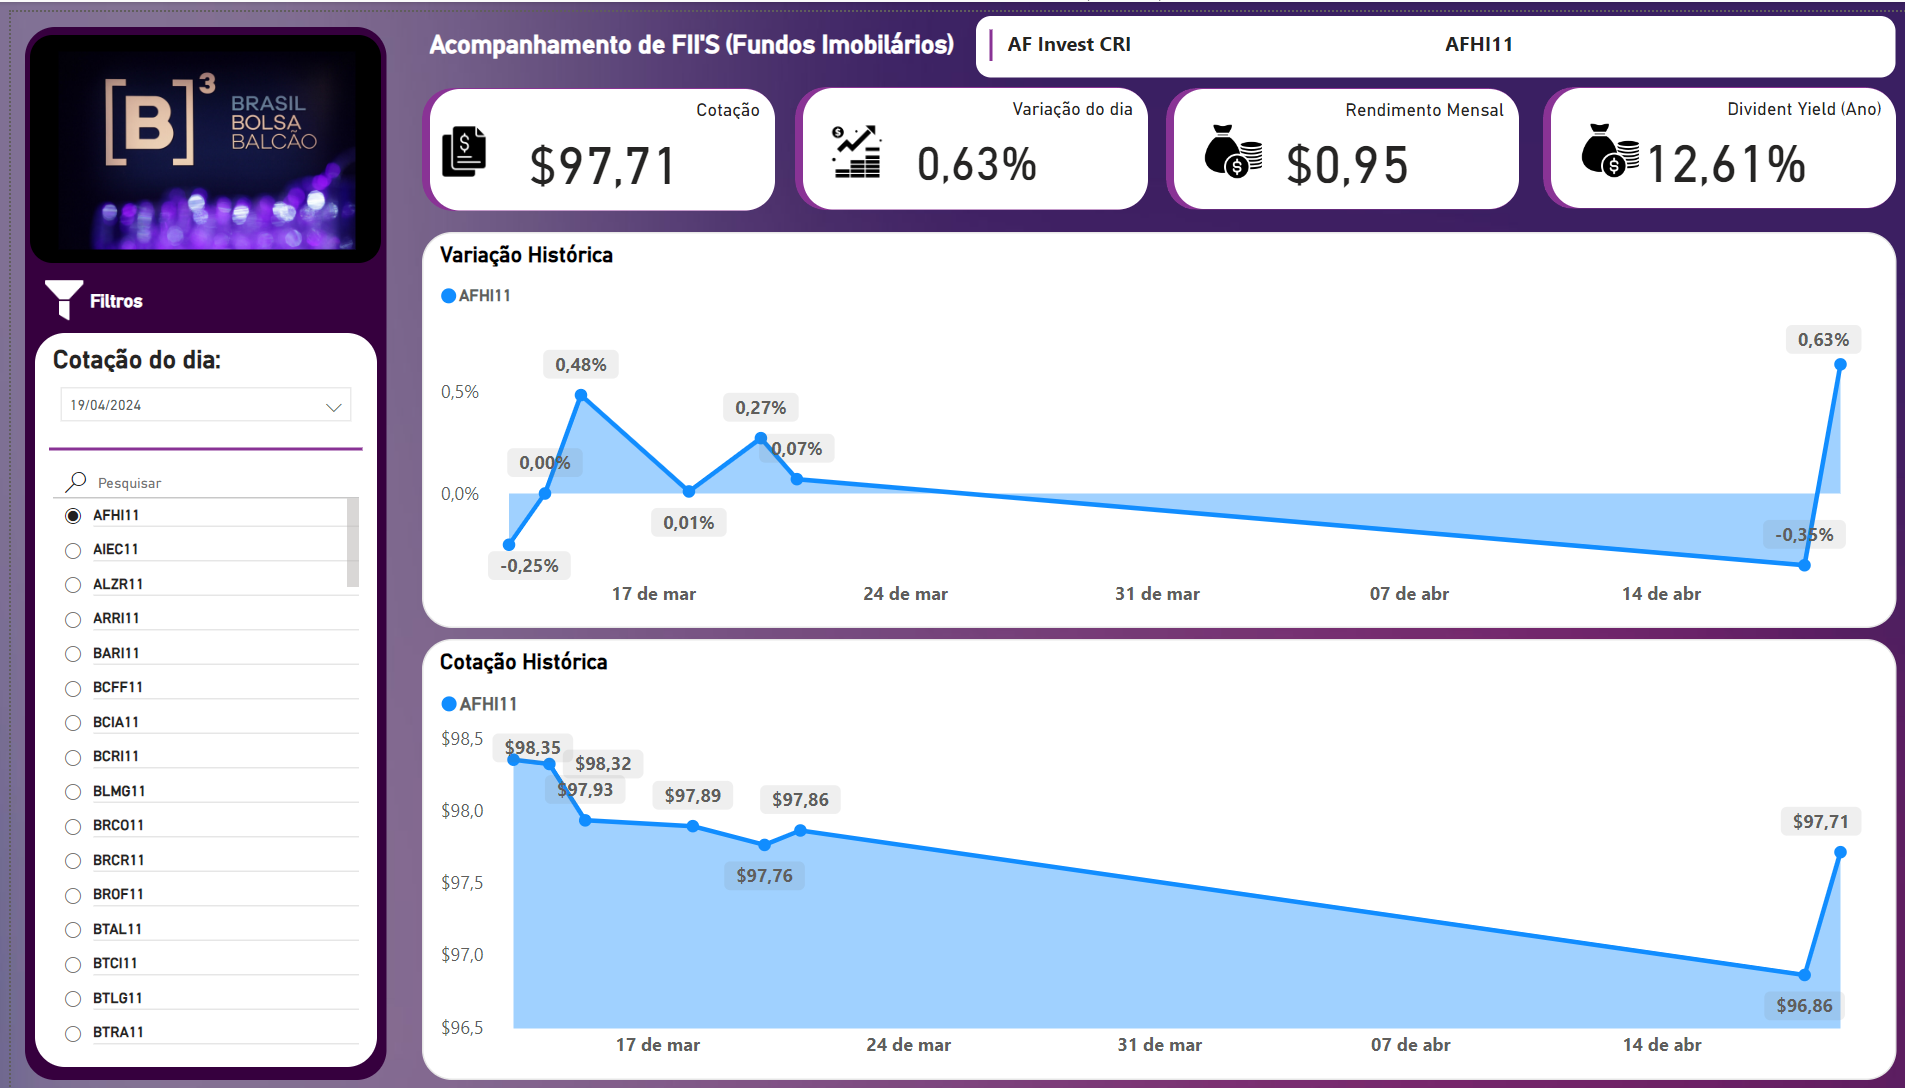 [B]³
BRASIL
BOLSA
BALCÃO
Filtros
Cotação do dia:
19/04/2024
Pesquisar
AFHI11
AIEC11
ALZR11
ARRI11
BARI11
BCFF11
BCIA11
BCRI11
BLMG11
BRCO11
BRCR11
BROF11
BTAL11
BTCI11
BTLG11
BTRA11
Acompanhamento de FII'S (Fundos Imobilários)
AF Invest CRI AFHI11
Cotação
$97,71
Variação do dia
0,63%
Rendimento Mensal
$0,95
Divident Yield (Ano)
12,61%
Variação Histórica
AFHI11
0,5%
0,0%
-0,25%
0,00%
0,48%
0,01%
0,27%
0,07%
-0,35%
0,63%
17 de mar 24 de mar 31 de mar 07 de abr 14 de abr
Cotação Histórica
AFHI11
$98,5
$98,0
$97,5
$97,0
$96,5
$98,35
$98,32
$97,93
$97,89
$97,76
$97,86
$96,86
$97,71
17 de mar 24 de mar 31 de mar 07 de abr 14 de abr